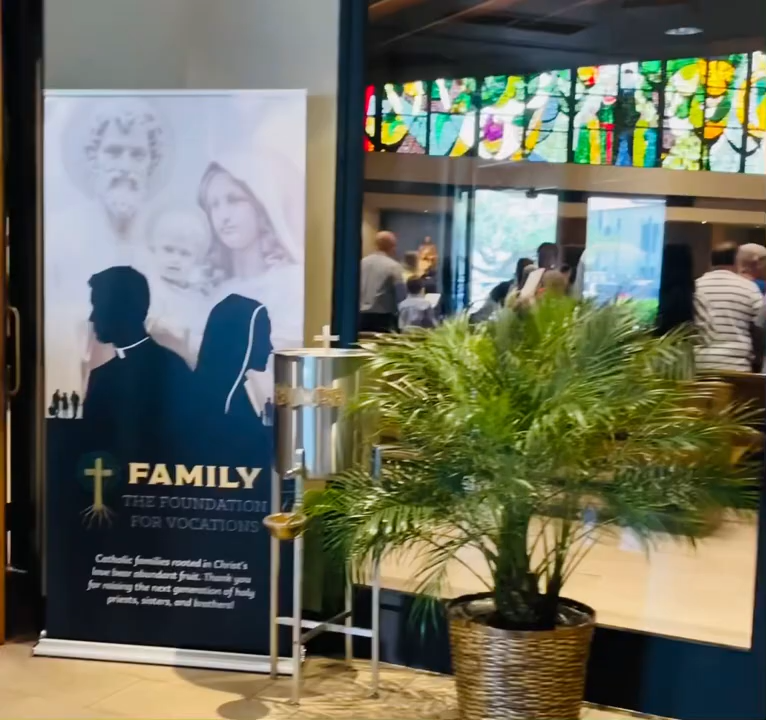 FAMILY
THE FOUNDATION
FOR VOCATIONS
Catholic families rooted in Christ's
love bear abundant fruit. Thank you
for raising the next generation of holy
priests, sisters, and brothers!